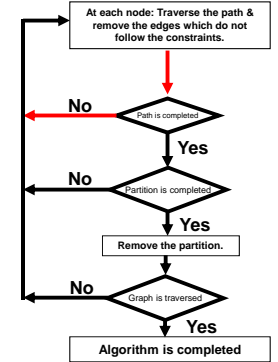 At each node: Traverse the path &
remove the edges which do not
follow the constraints.
No
Path is completed
Yes
No
Partition is completed
Yes
Remove the partition.
No
Graph is traversed
Yes
Algorithm is completed